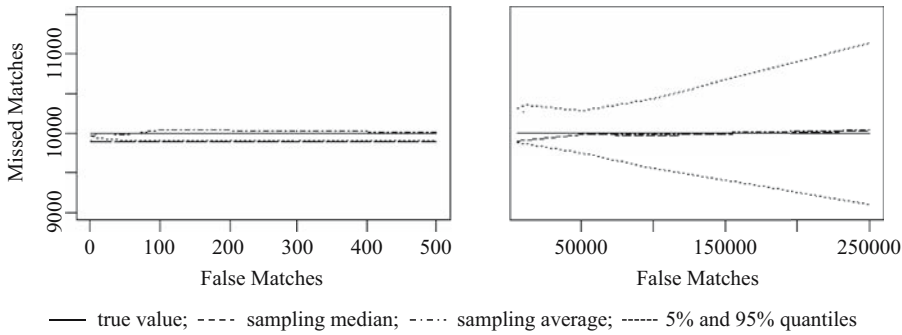 Missed Matches
11000
10000
9000
0 100 200 300 400 500
False Matches
50000 150000 250000
False Matches
true value; sampling median; sampling average; 5% and 95% quantiles